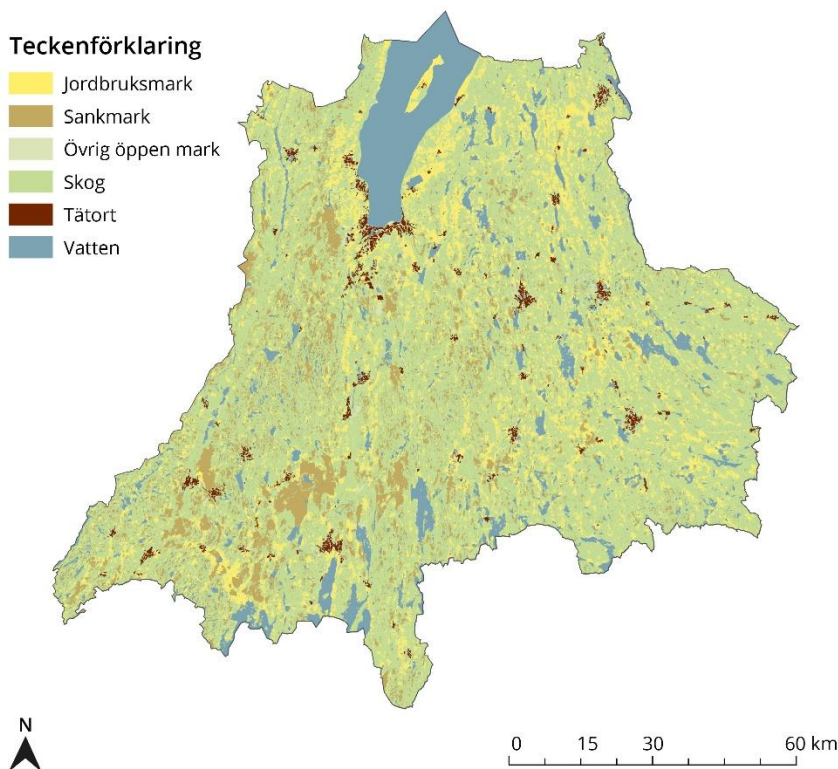 Teckenförklaring
Jordbruksmark
Sankmark
Övrig öppen mark
Skog
Tätort
Vatten
N
0 15 30 60 km